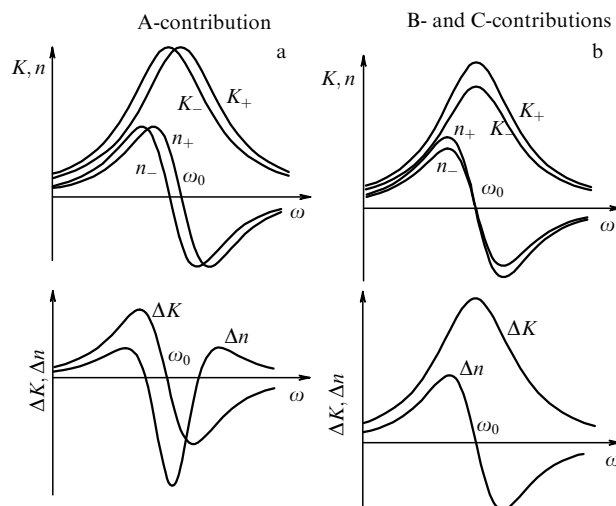 A-contribution
a
K, n
K₋
K₊
n₊
n₋
ω₀
ω
ΔK
Δn
ω₀
ω
ΔK, Δn
B- and C-contributions
b
K, n
K₊
K₋
n₊
n₋
ω₀
ω
ΔK
Δn
ω₀
ω
ΔK, Δn